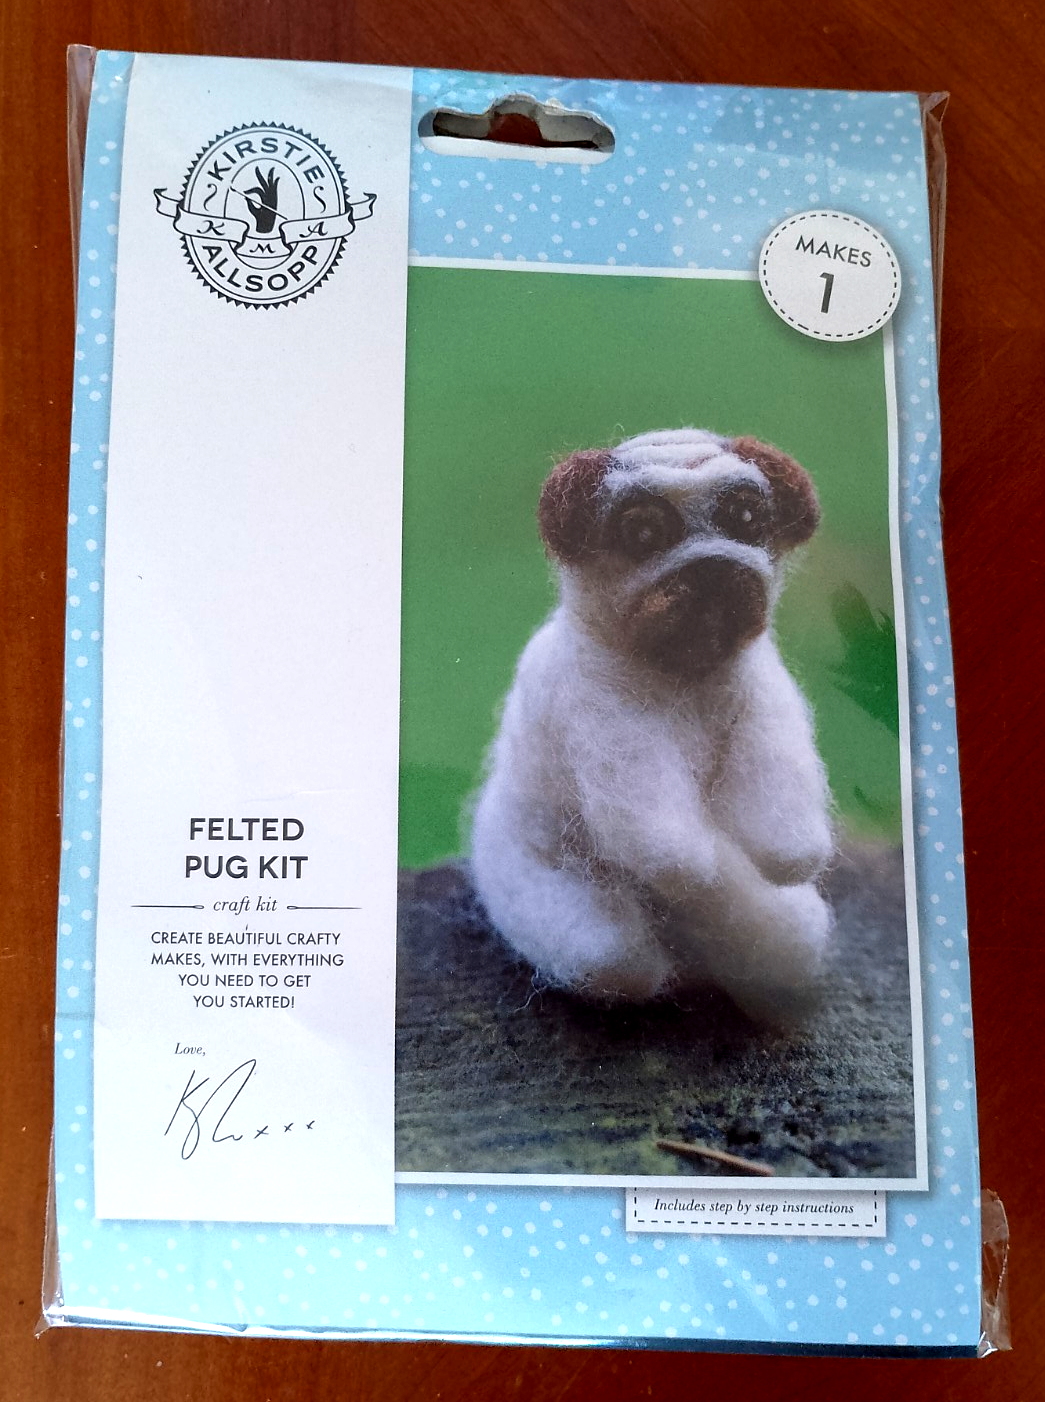 KIRSTIE
K M A
ALLSOPP
MAKES
1
FELTED
PUG KIT
craft kit
CREATE BEAUTIFUL CRAFTY
MAKES, WITH EVERYTHING
YOU NEED TO GET
YOU STARTED!
Love,
x x x
Includes step by step instructions